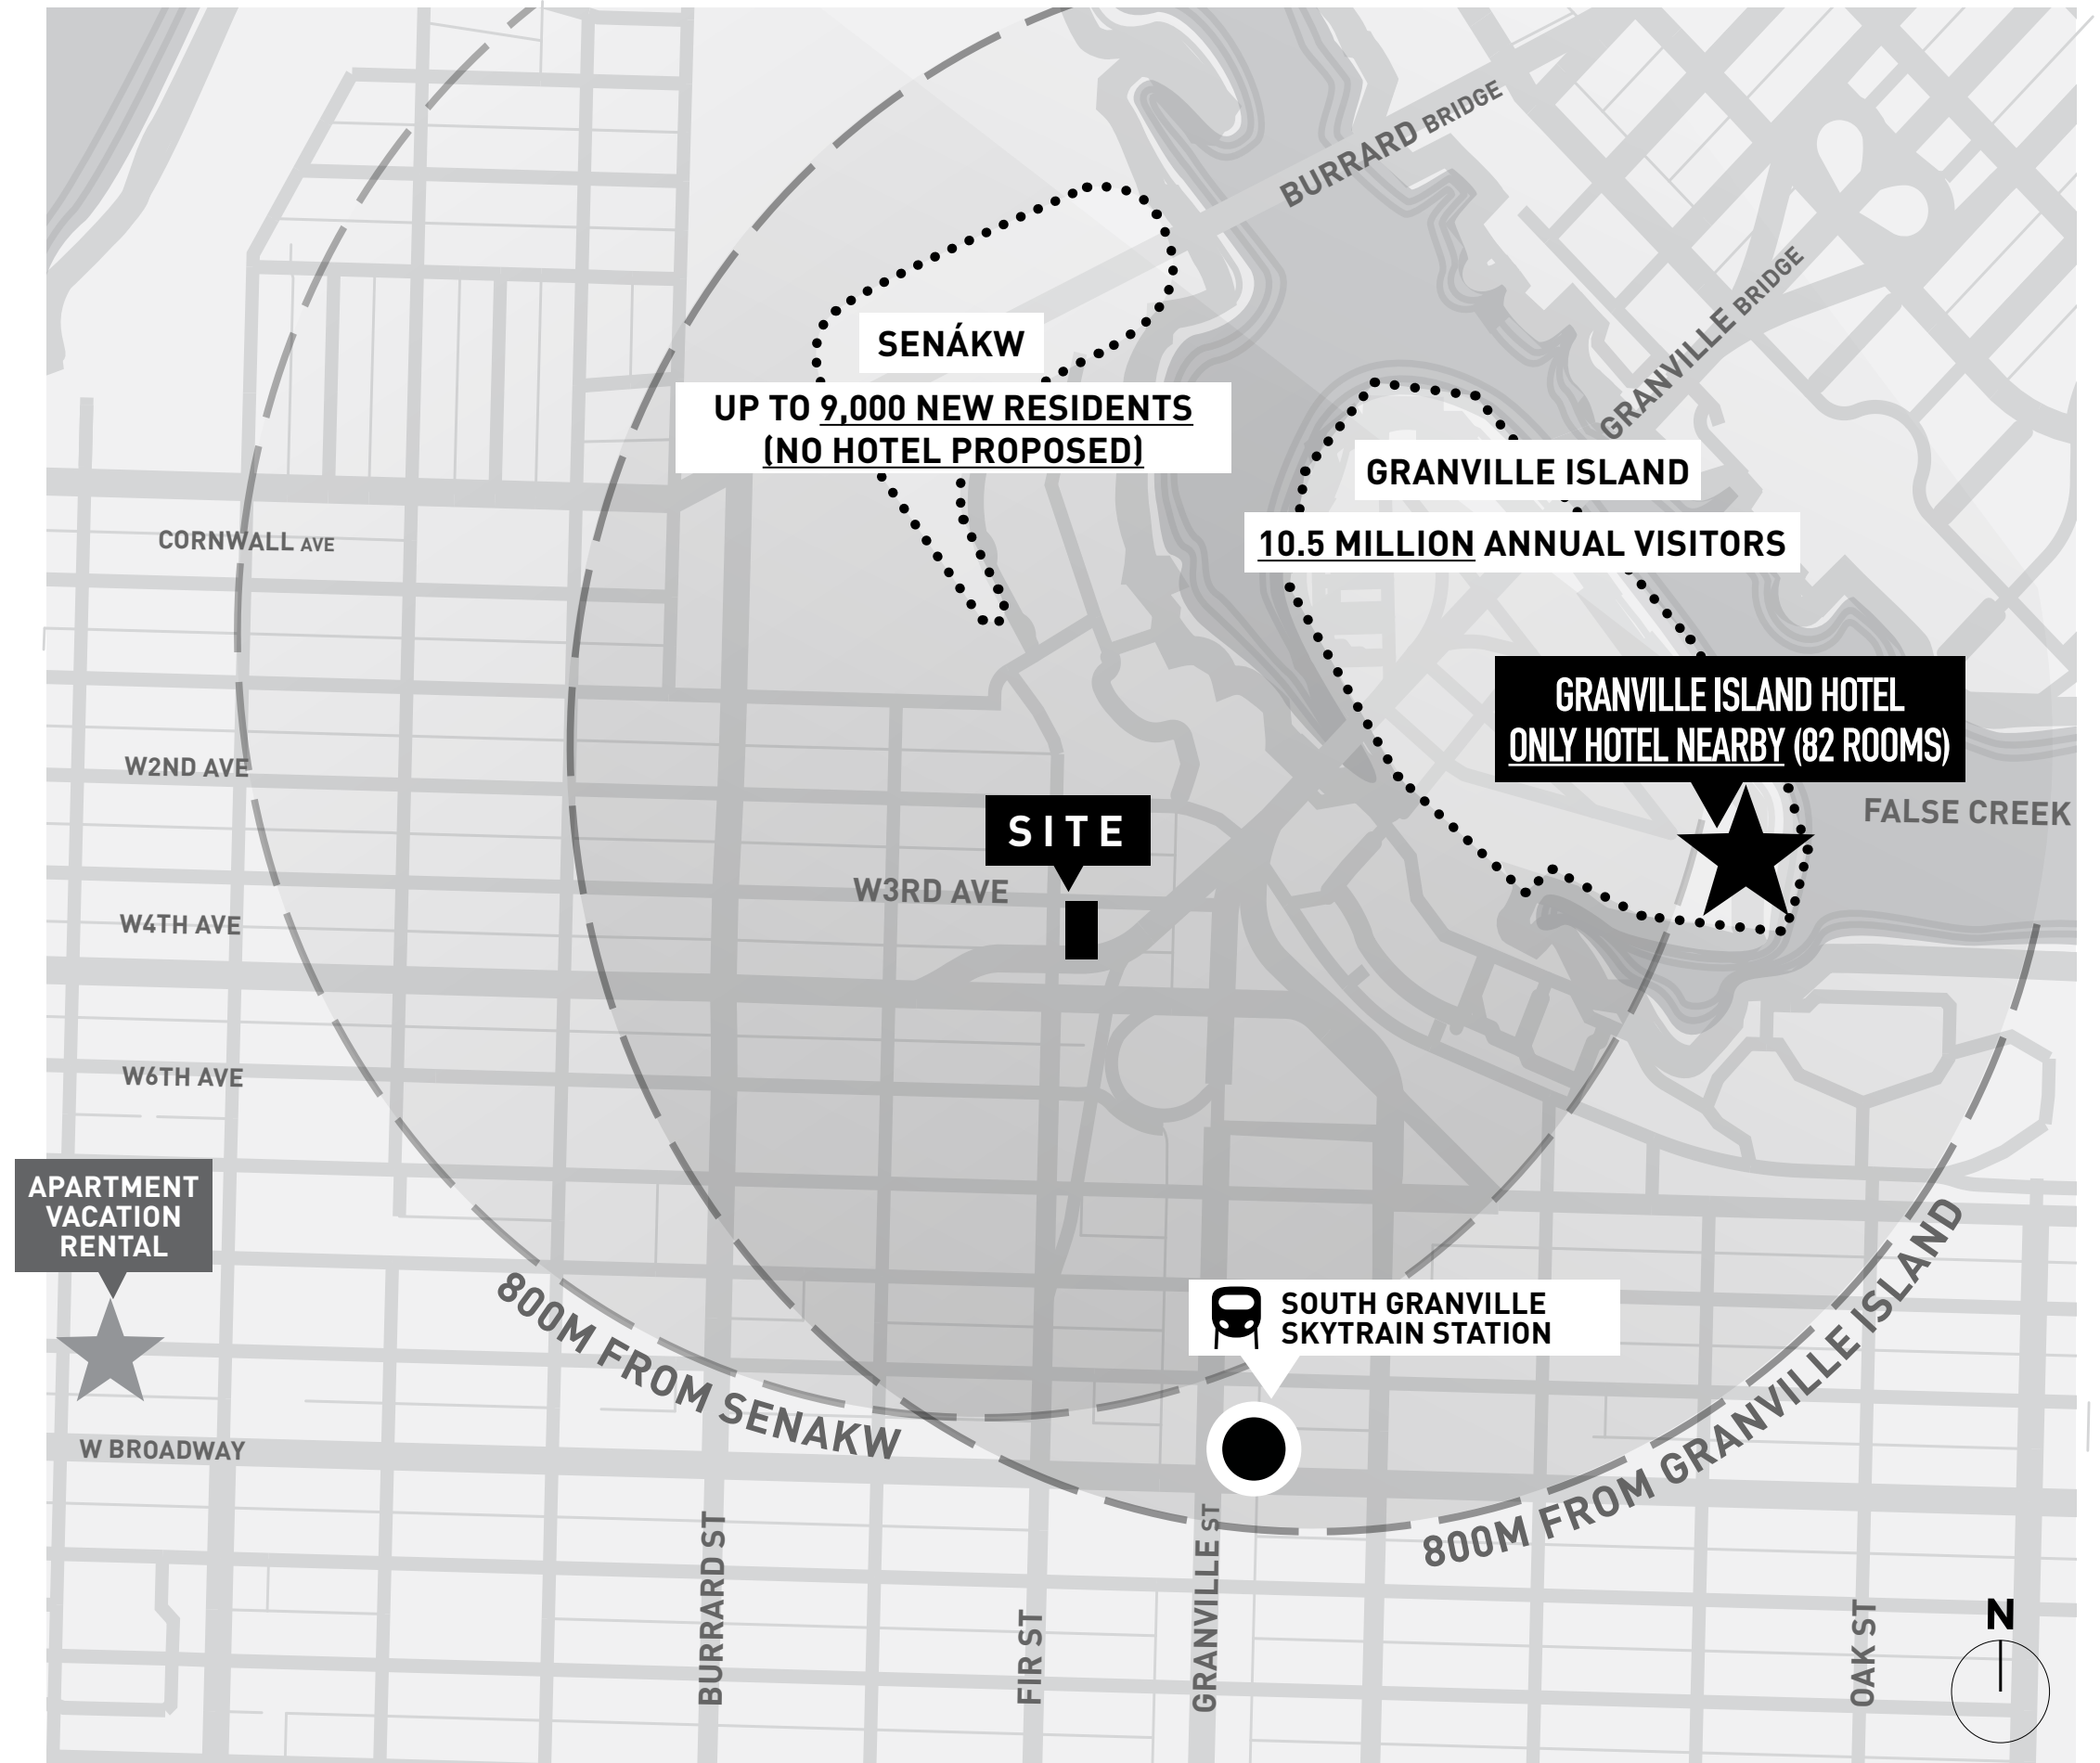 BURRARD BRIDGE
GRANVILLE BRIDGE
SENÁKW
UP TO 9,000 NEW RESIDENTS
(NO HOTEL PROPOSED)
GRANVILLE ISLAND
10.5 MILLION ANNUAL VISITORS
CORNWALL AVE
GRANVILLE ISLAND HOTEL
ONLY HOTEL NEARBY (82 ROOMS)
W2ND AVE
FALSE CREEK
SITE
W3RD AVE
W4TH AVE
W6TH AVE
APARTMENT
VACATION
RENTAL
800M FROM SENAKW
SOUTH GRANVILLE
SKYTRAIN STATION
800M FROM GRANVILLE ISLAND
W BROADWAY
BURRARD ST
FIR ST
GRANVILLE ST
OAK ST
N